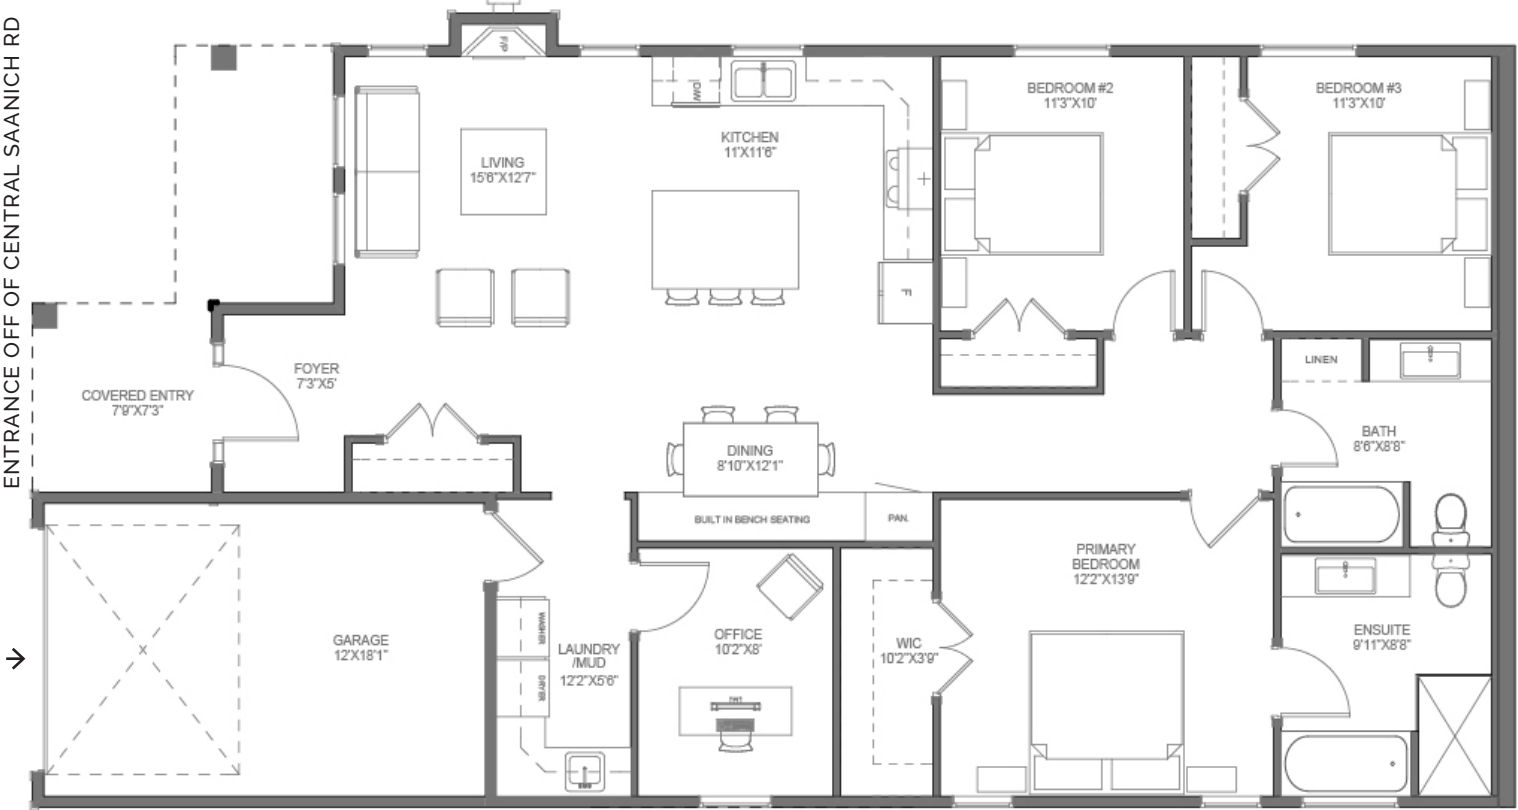 ENTRANCE OFF OF CENTRAL SAANICH RD
F/P
DW
BEDROOM #2
11'3"X10'
BEDROOM #3
11'3"X10'
KITCHEN
11'X11'6"
LIVING
15'6"X12'7"
F
FOYER
7'3"X5'
LINEN
COVERED ENTRY
7'9"X7'3"
DINING
8'10"X12'1"
BATH
8'6"X8'8"
BUILT IN BENCH SEATING
PAN.
PRIMARY
BEDROOM
12'2"X13'9"
GARAGE
12'X18'1"
WASHER
DRYER
LAUNDRY
/MUD
12'2"X5'6"
OFFICE
10'2"X8'
WIC
10'2"X3'9"
ENSUITE
9'11"X8'8"